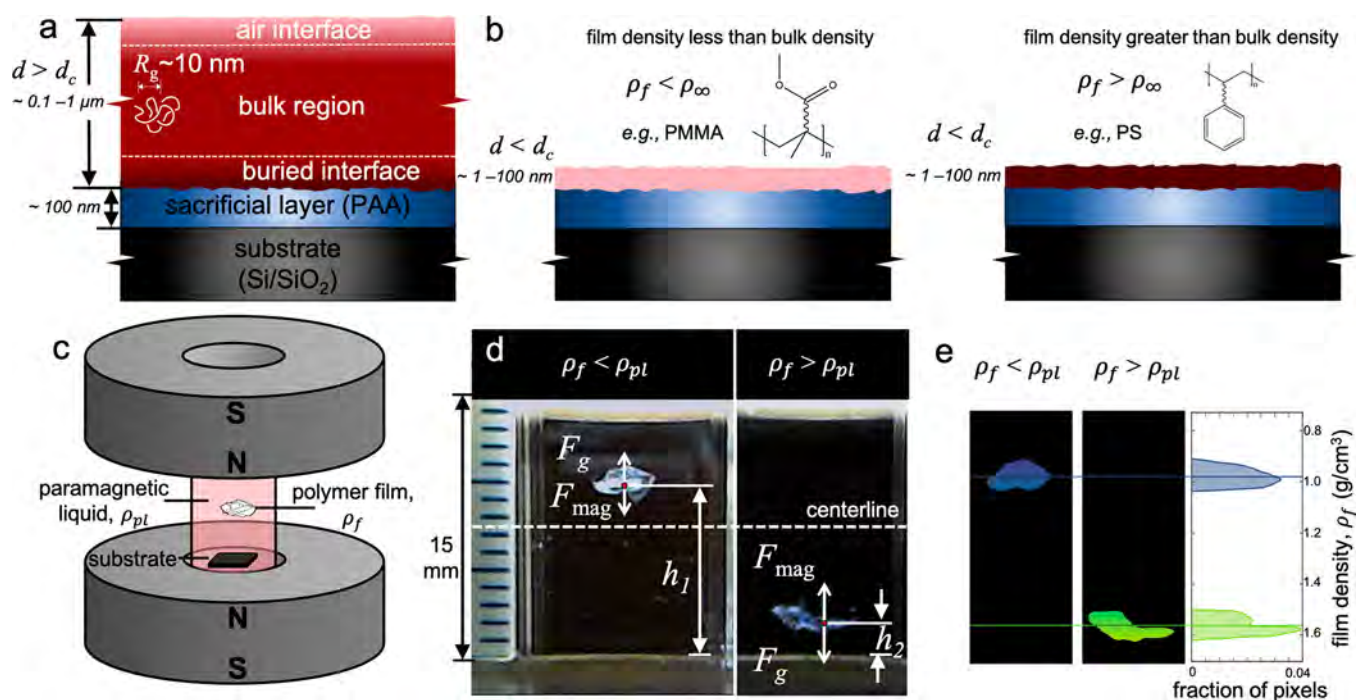 a
air interface
d > d_c
~ 0.1 –1 μm
R_g~10 nm
bulk region
buried interface
~ 100 nm
sacrificial layer (PAA)
substrate
(Si/SiO₂)
b
film density less than bulk density
ρ_f < ρ_∞
e.g., PMMA
O
O
n
d < d_c
~ 1 –100 nm
film density greater than bulk density
ρ_f > ρ_∞
e.g., PS
n
d < d_c
~ 1 –100 nm
c
S
N
paramagnetic
liquid, ρ_pl
polymer film,
ρ_f
substrate
N
S
d
ρ_f < ρ_pl
ρ_f > ρ_pl
15
mm
F_g
F_mag
h_1
centerline
F_mag
F_g
h_2
e
ρ_f < ρ_pl
ρ_f > ρ_pl
0.8
1.0
1.2
1.4
1.6
film density, ρ_f (g/cm³)
0
0.04
fraction of pixels